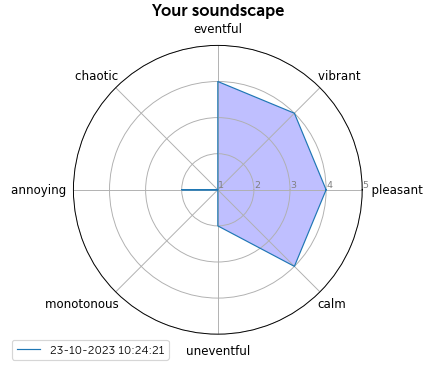 Your soundscape
eventful
chaotic
vibrant
annoying
1 2 3 4 5
pleasant
monotonous
calm
23-10-2023 10:24:21
uneventful